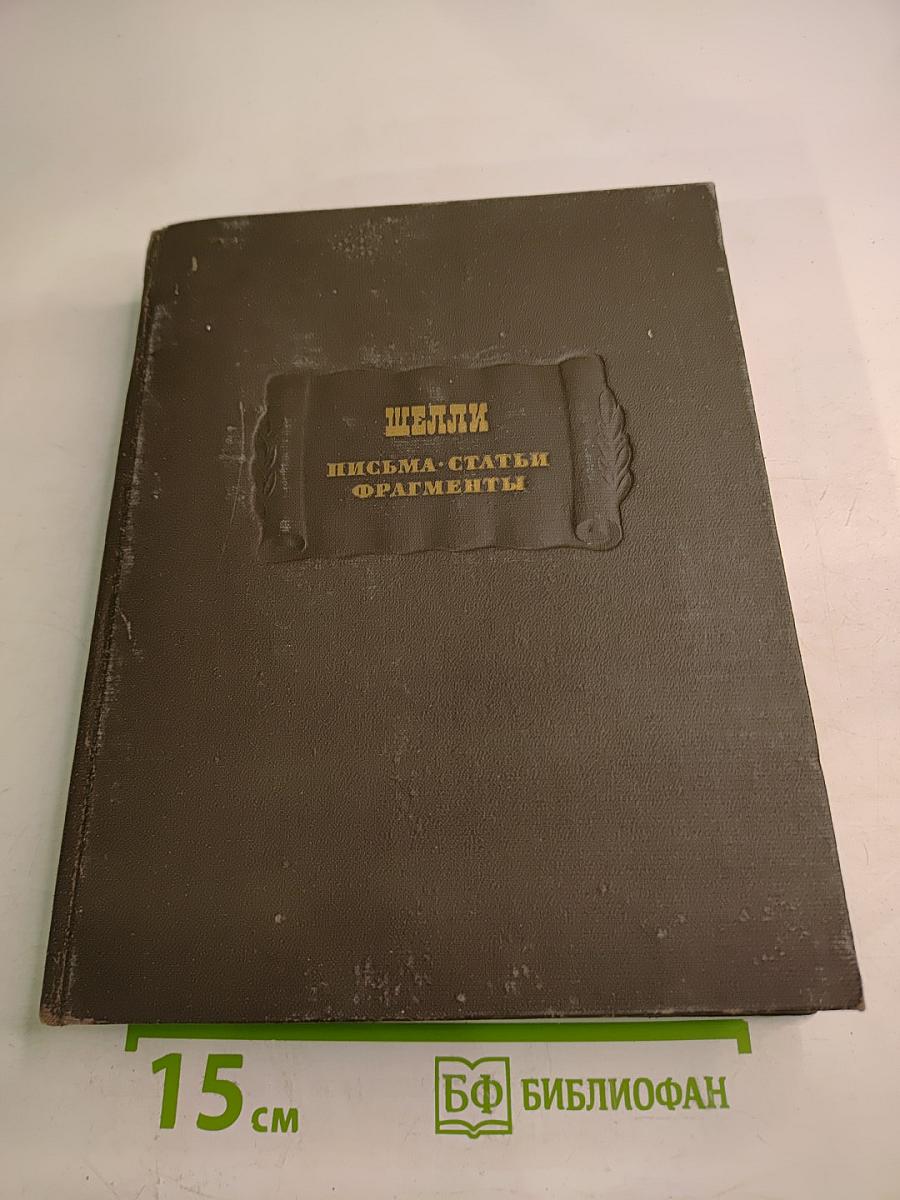 ШЕЛЛИ
ПИСЬМА·СТАТЬИ
ФРАГМЕНТЫ
15 см
БФ БИБЛИОФАН